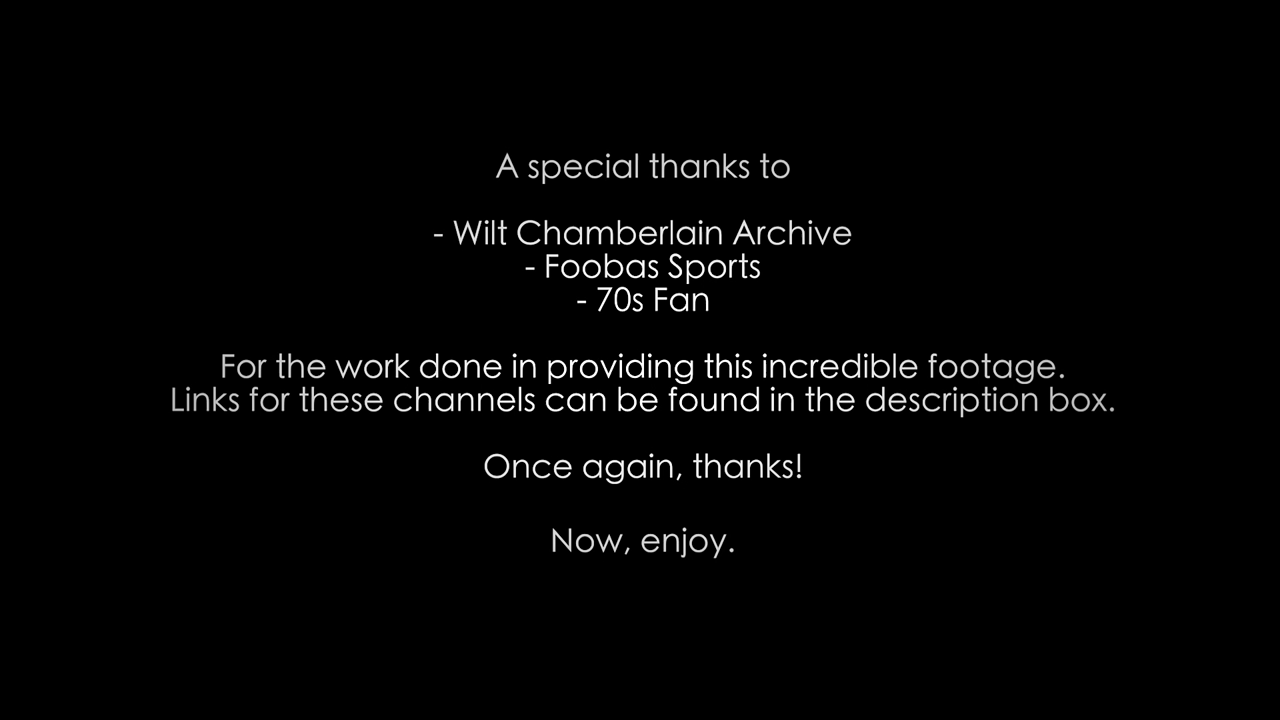 A special thanks to
- Wilt Chamberlain Archive
- Foobas Sports
- 70s Fan
For the work done in providing this incredible footage.
Links for these channels can be found in the description box.
Once again, thanks!
Now, enjoy.